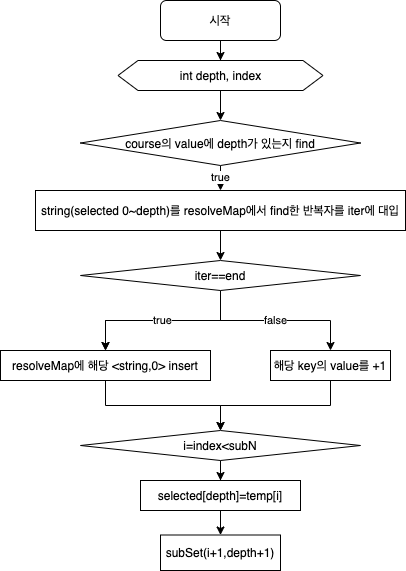 시작
int depth, index
course의 value에 depth가 있는지 find
true
string(selected 0~depth)를 resolveMap에서 find한 반복자를 iter에 대입
iter==end
true
false
resolveMap에 해당 <string,0> insert
해당 key의 value를 +1
i=index<subN
selected[depth]=temp[i]
subSet(i+1,depth+1)